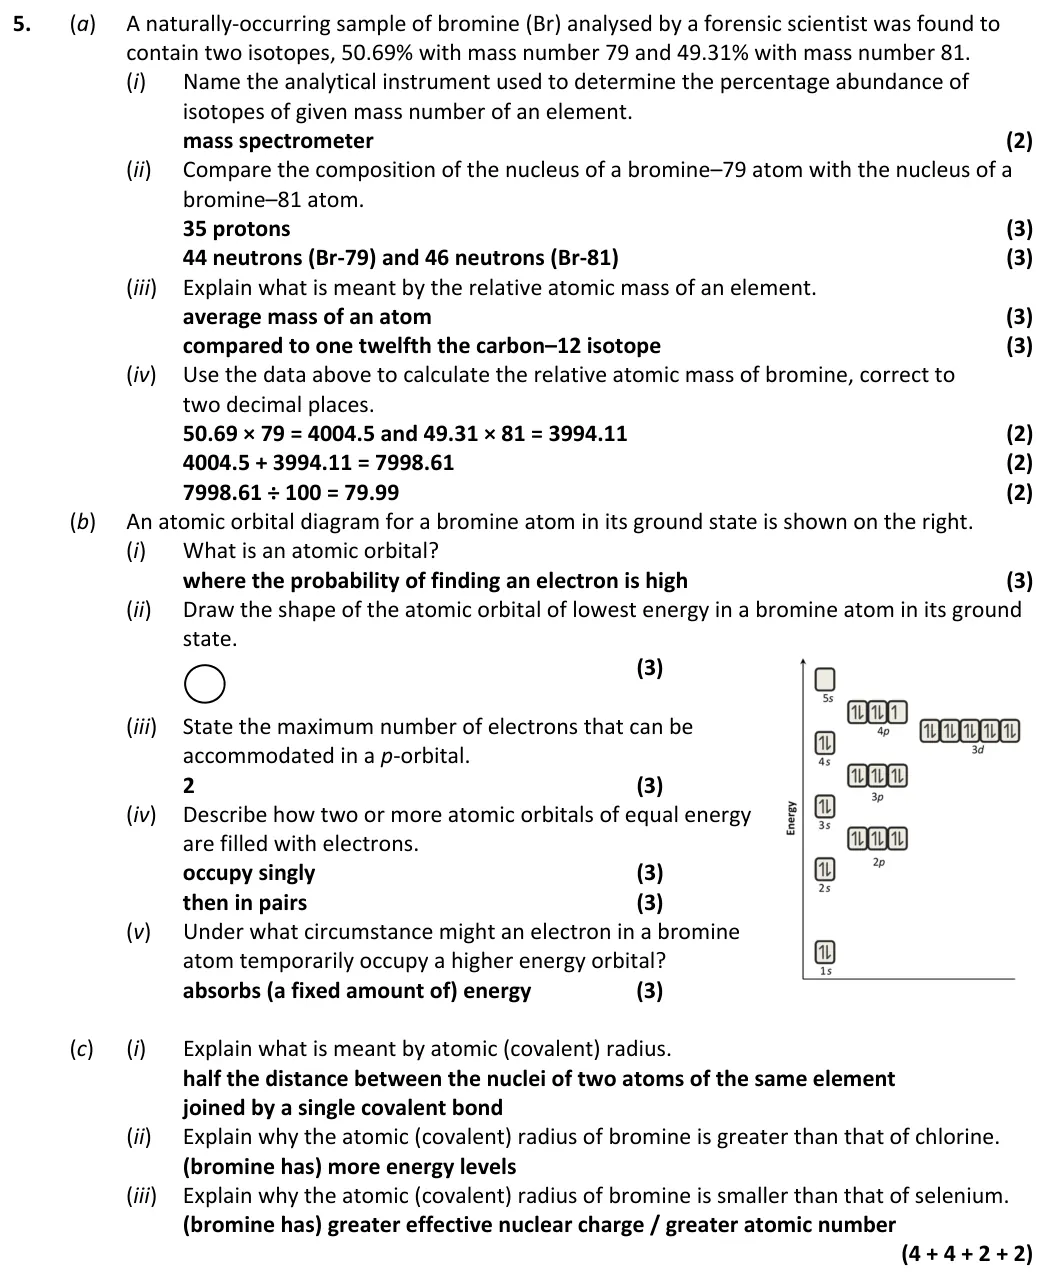 5. (a) A naturally-occurring sample of bromine (Br) analysed by a forensic scientist was found to
contain two isotopes, 50.69% with mass number 79 and 49.31% with mass number 81.
(i) Name the analytical instrument used to determine the percentage abundance of
isotopes of given mass number of an element.
mass spectrometer (2)
(ii) Compare the composition of the nucleus of a bromine–79 atom with the nucleus of a
bromine–81 atom.
35 protons (3)
44 neutrons (Br-79) and 46 neutrons (Br-81) (3)
(iii) Explain what is meant by the relative atomic mass of an element.
average mass of an atom (3)
compared to one twelfth the carbon–12 isotope (3)
(iv) Use the data above to calculate the relative atomic mass of bromine, correct to
two decimal places.
50.69 × 79 = 4004.5 and 49.31 × 81 = 3994.11 (2)
4004.5 + 3994.11 = 7998.61 (2)
7998.61 ÷ 100 = 79.99 (2)
(b) An atomic orbital diagram for a bromine atom in its ground state is shown on the right.
(i) What is an atomic orbital?
where the probability of finding an electron is high (3)
(ii) Draw the shape of the atomic orbital of lowest energy in a bromine atom in its ground
state.
(3)
(iii) State the maximum number of electrons that can be
accommodated in a p-orbital.
2 (3)
(iv) Describe how two or more atomic orbitals of equal energy
are filled with electrons.
occupy singly (3)
then in pairs (3)
(v) Under what circumstance might an electron in a bromine
atom temporarily occupy a higher energy orbital?
absorbs (a fixed amount of) energy (3)
Energy
5s
4p
3d
4s
3p
3s
2p
2s
1s
(c) (i) Explain what is meant by atomic (covalent) radius.
half the distance between the nuclei of two atoms of the same element
joined by a single covalent bond
(ii) Explain why the atomic (covalent) radius of bromine is greater than that of chlorine.
(bromine has) more energy levels
(iii) Explain why the atomic (covalent) radius of bromine is smaller than that of selenium.
(bromine has) greater effective nuclear charge / greater atomic number
(4 + 4 + 2 + 2)